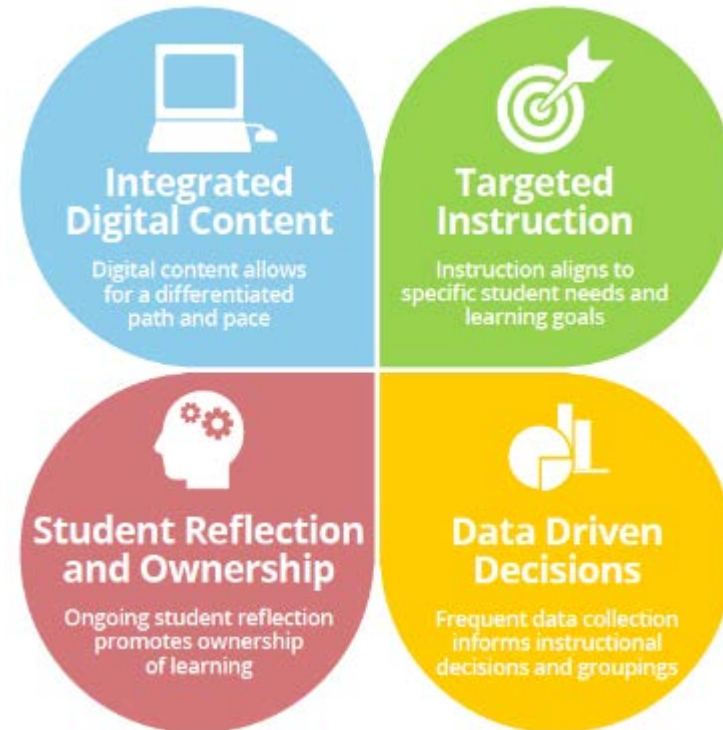 Integrated
Digital Content
Digital content allows
for a differentiated
path and pace
Targeted
Instruction
Instruction aligns to
specific student needs and
learning goals
Student Reflection
and Ownership
Ongoing student reflection
promotes ownership
of learning
Data Driven
Decisions
Frequent data collection
informs instructional
decisions and groupings